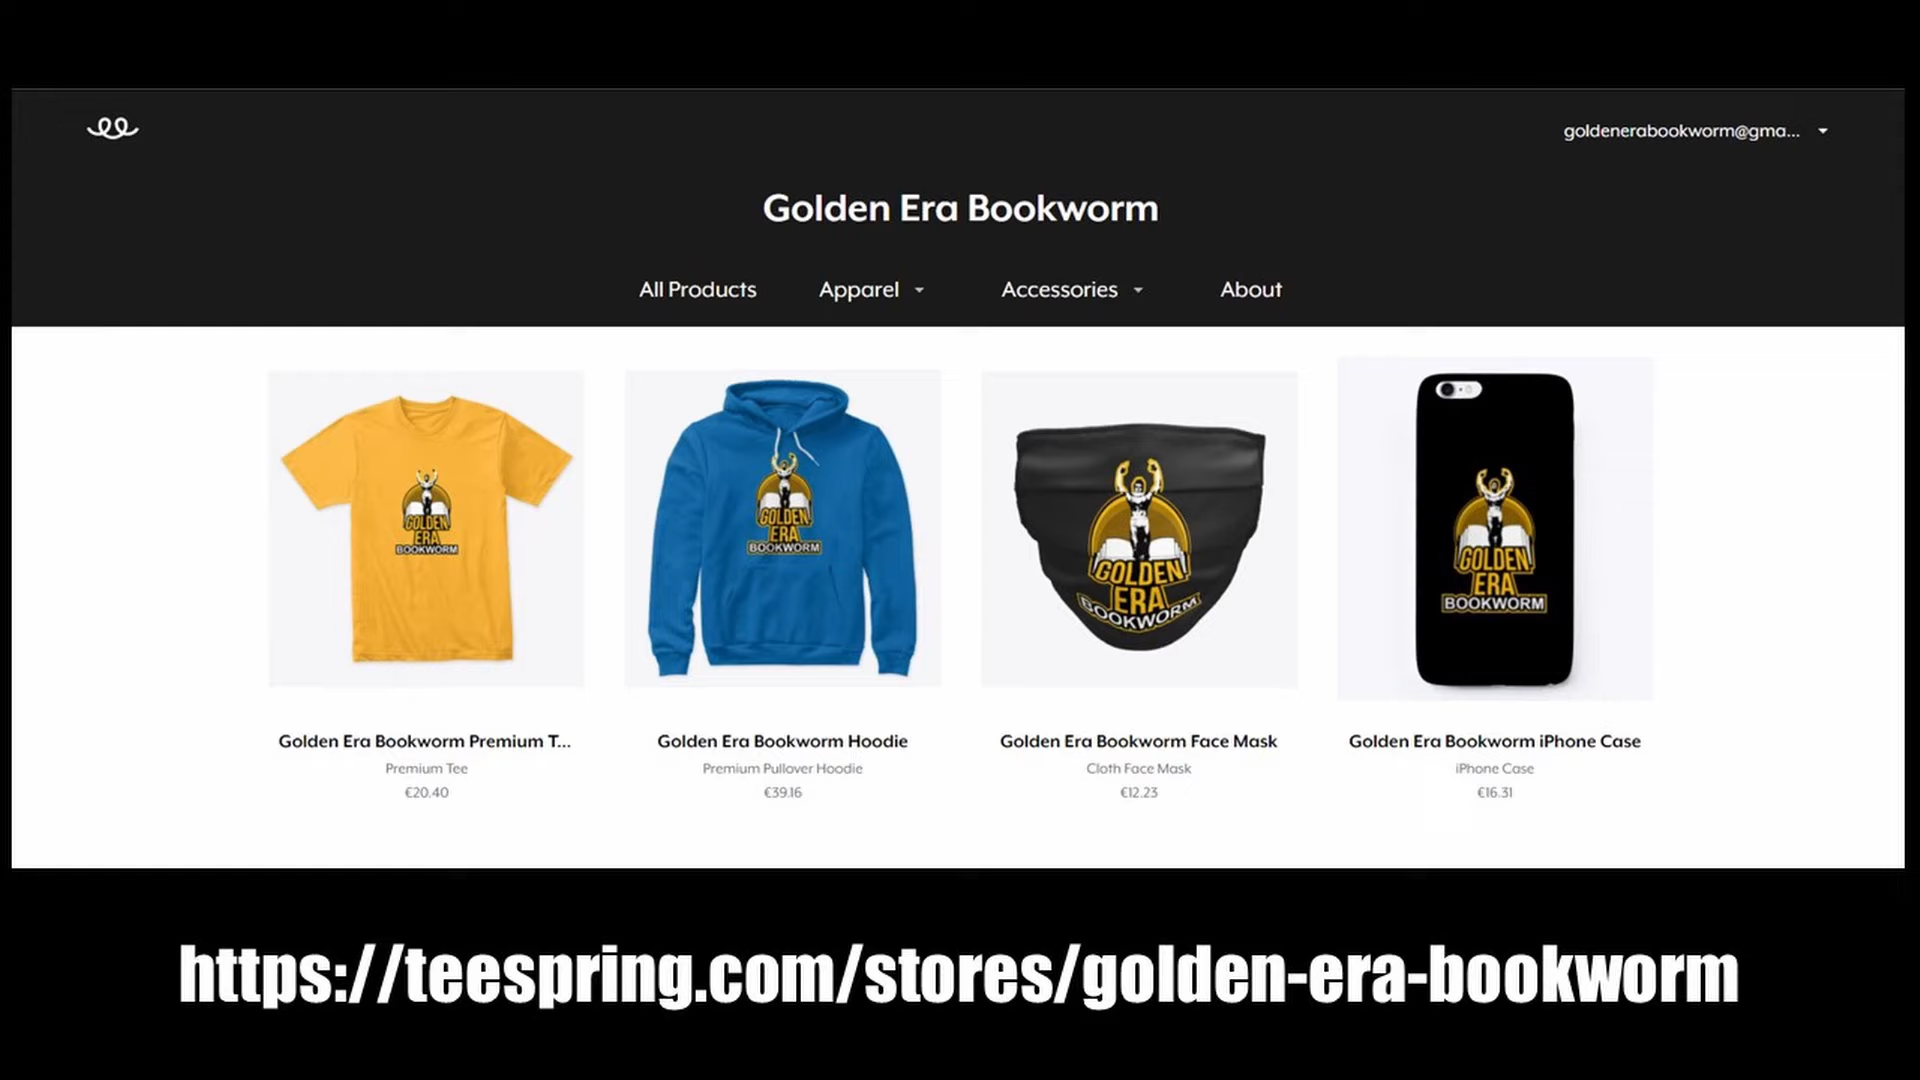 goldenerabookworm@gma...
Golden Era Bookworm
All Products Apparel Accessories About
GOLDEN
ERA
BOOKWORM
GOLDEN
ERA
BOOKWORM
GOLDEN
ERA
BOOKWORM
GOLDEN
ERA
BOOKWORM
Golden Era Bookworm Premium T...
Premium Tee
€20.40
Golden Era Bookworm Hoodie
Premium Pullover Hoodie
€39.16
Golden Era Bookworm Face Mask
Cloth Face Mask
€12.23
Golden Era Bookworm iPhone Case
iPhone Case
€16.31
https://teespring.com/stores/golden-era-bookworm